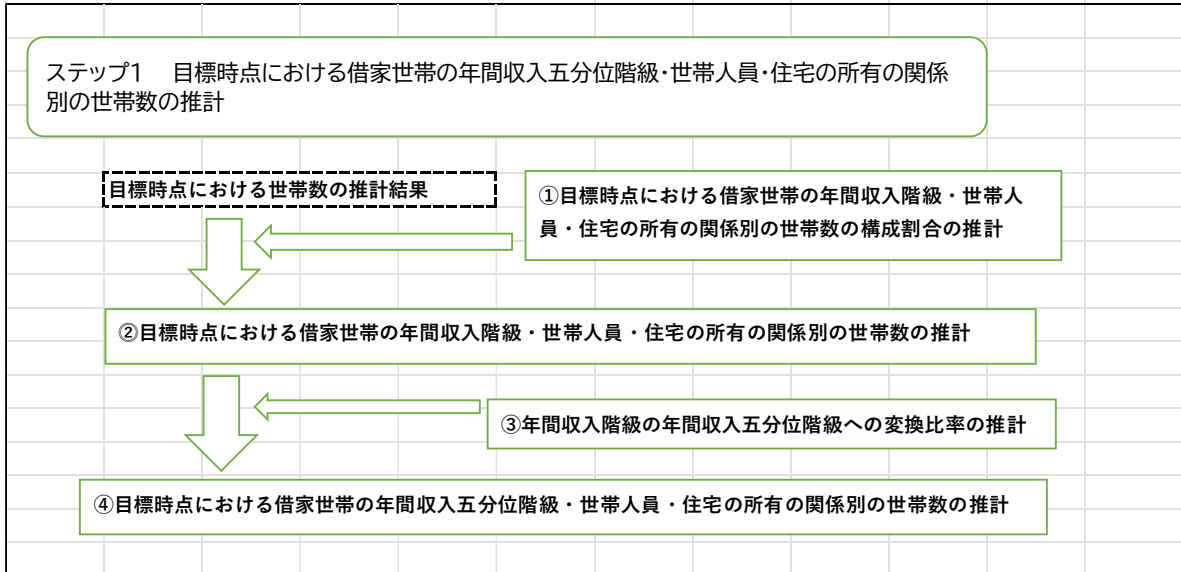 ステップ1　目標時点における借家世帯の年間収入五分位階級・世帯人員・住宅の所有の関係
別の世帯数の推計
目標時点における世帯数の推計結果
①目標時点における借家世帯の年間収入階級・世帯人
員・住宅の所有の関係別の世帯数の構成割合の推計
②目標時点における借家世帯の年間収入階級・世帯人員・住宅の所有の関係別の世帯数の推計
③年間収入階級の年間収入五分位階級への変換比率の推計
④目標時点における借家世帯の年間収入五分位階級・世帯人員・住宅の所有の関係別の世帯数の推計